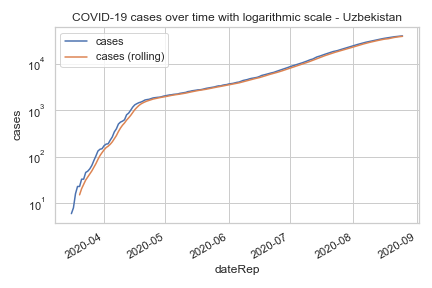 COVID-19 cases over time with logarithmic scale - Uzbekistan
cases
cases (rolling)
10⁴
10³
10²
10¹
cases
2020-04
2020-05
2020-06
2020-07
2020-08
2020-09
dateRep